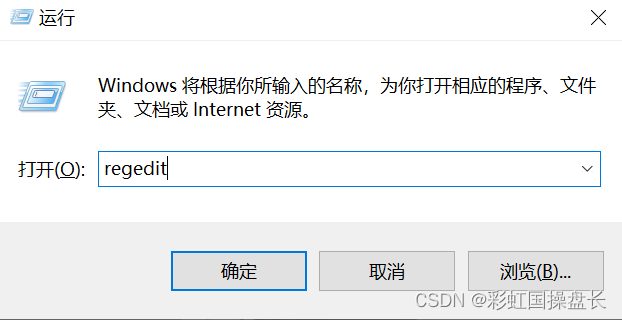 运行
Windows 将根据你所输入的名称，为你打开相应的程序、文件
夹、文档或 Internet 资源。
打开(O): regedit
确定 取消 浏览(B)...
CSDN @彩虹国操盘长